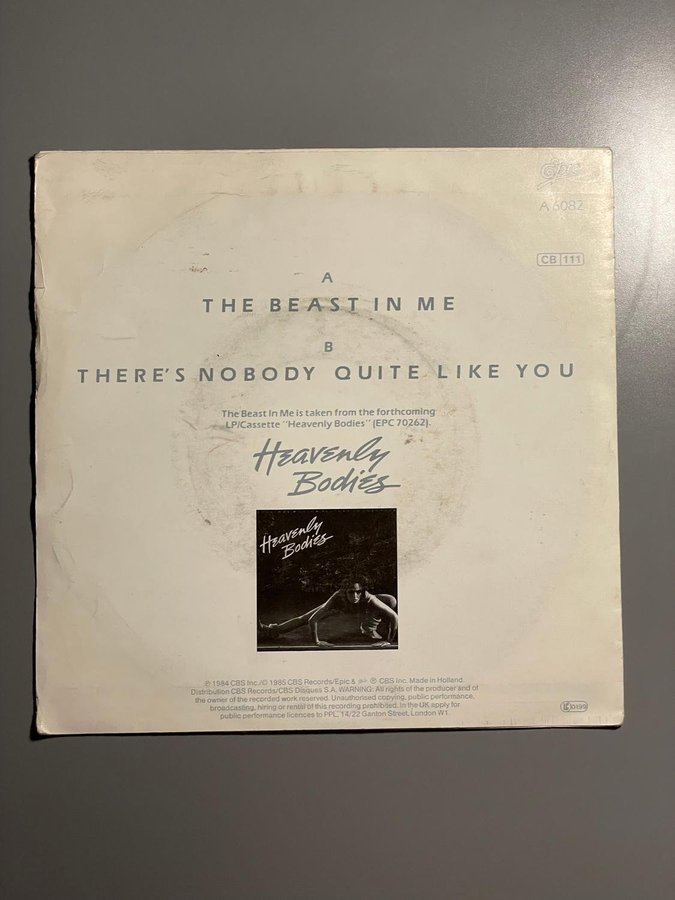 Epic
A 6082
CB 111
A
THE BEAST IN ME
B
THERE'S NOBODY QUITE LIKE YOU
The Beast In Me is taken from the forthcoming
LP/Cassette "Heavenly Bodies" (EPC 70262).
Heavenly
Bodies
Heavenly
Bodies
℗ 1984 CBS Inc./© 1985 CBS Records/Epic & ® CBS Inc. Made in Holland.
Distribution CBS Records/CBS Disques S.A. WARNING: All rights of the producer and of
the owner of the recorded work reserved. Unauthorised copying, public performance,
broadcasting, hiring or rental of this recording prohibited. In the UK apply for
public performance licences to PPL, 14/22 Ganton Street, London W1.
0199